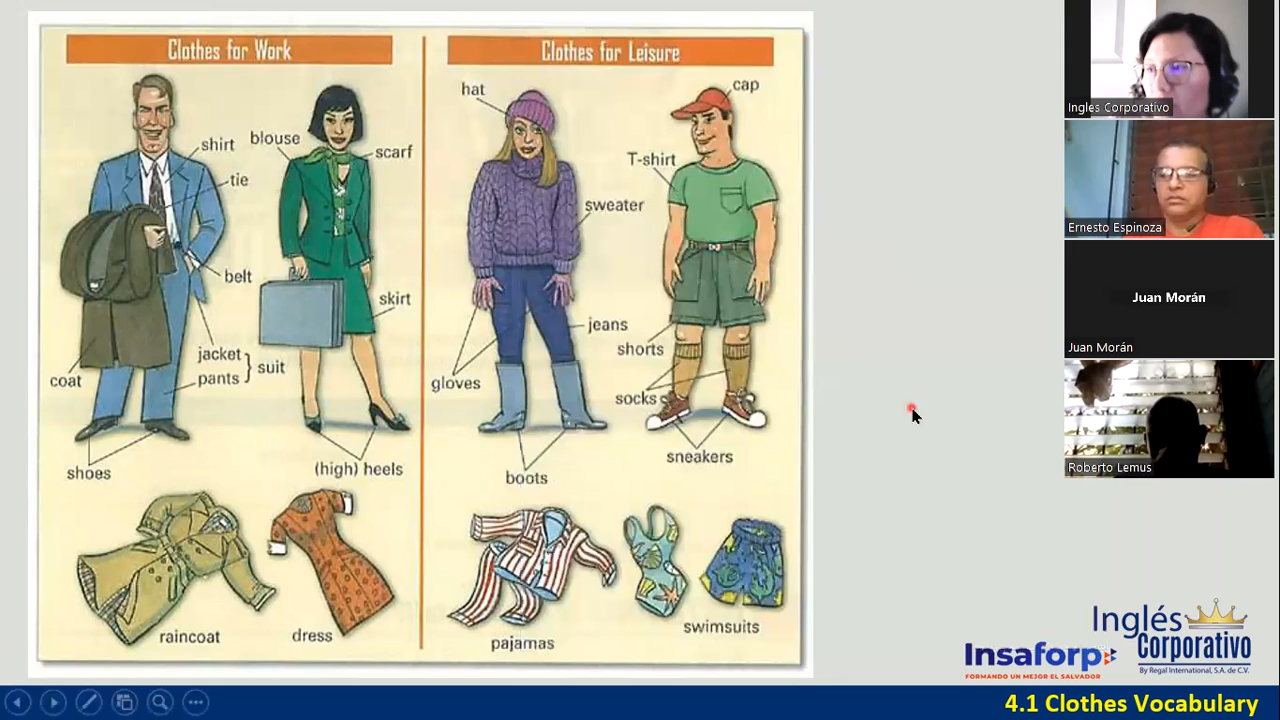 Clothes for Work
shirt
blouse
scarf
tie
belt
skirt
jacket
pants
suit
coat
shoes
(high) heels
raincoat
dress
Clothes for Leisure
hat
cap
T-shirt
sweater
jeans
shorts
gloves
socks
sneakers
boots
pajamas
swimsuits
Ingles Corporativo
Ernesto Espinoza
Juan Morán
Juan Morán
Roberto Lemus
Insaforp
FORMANDO UN MEJOR EL SALVADOR
Inglés
Corporativo
By Regal International, S.A. de C.V.
4.1 Clothes Vocabulary